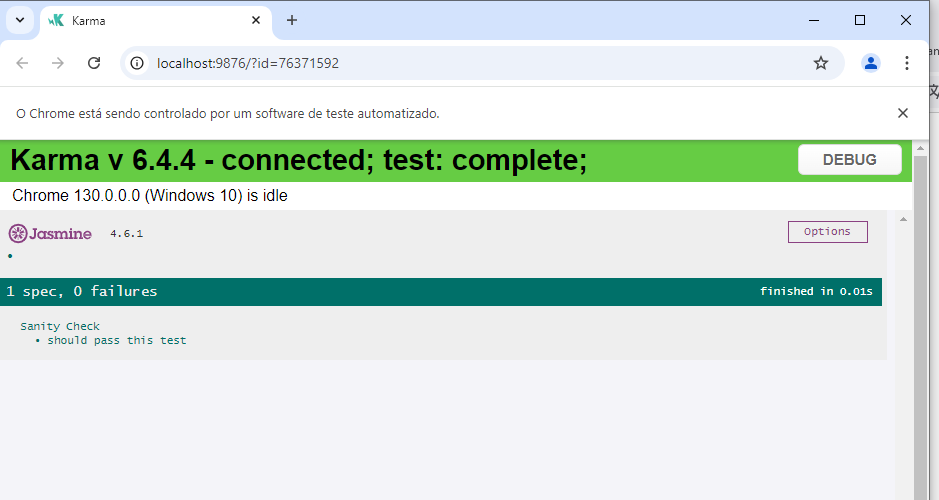 Karma
localhost:9876/?id=76371592
O Chrome está sendo controlado por um software de teste automatizado.
Karma v 6.4.4 - connected; test: complete;
DEBUG
Chrome 130.0.0.0 (Windows 10) is idle
Jasmine 4.6.1
Options
•
1 spec, 0 failures
finished in 0.01s
Sanity Check
• should pass this test